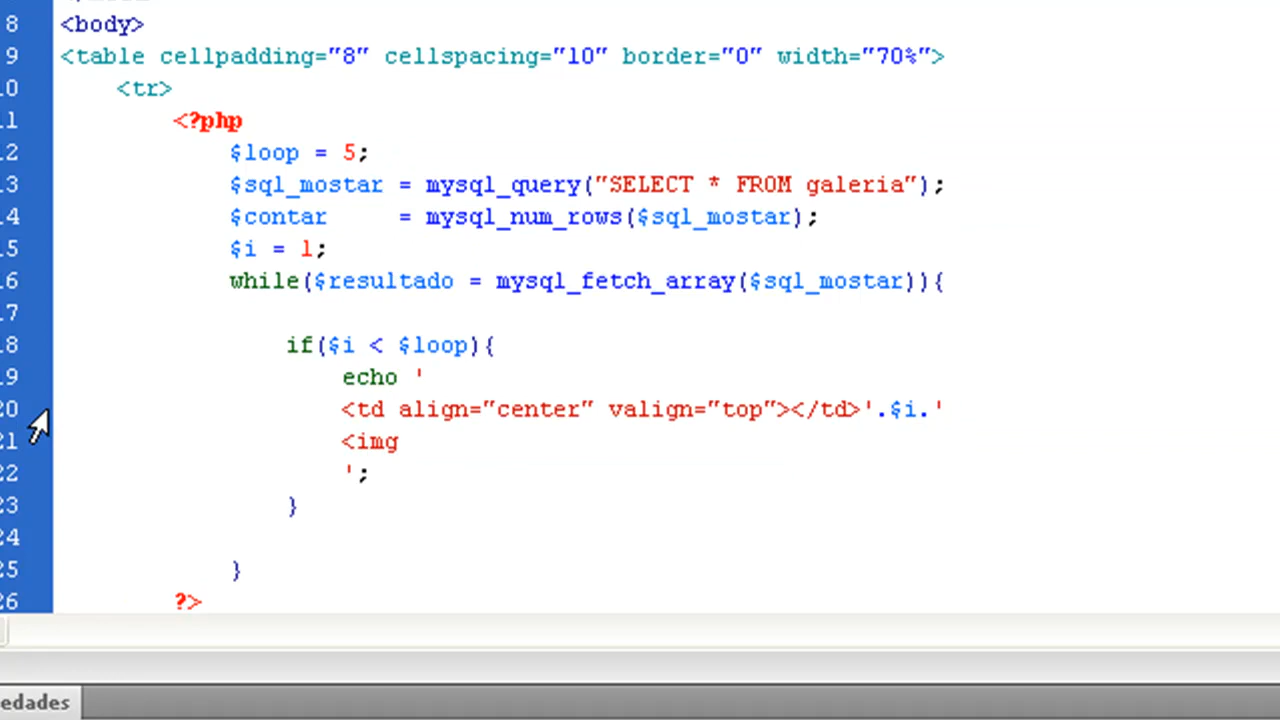 8 <body>
9 <table cellpadding="8" cellspacing="10" border="0" width="70%">
10 <tr>
11 <?php
12 $loop = 5;
13 $sql_mostar = mysql_query("SELECT * FROM galeria");
14 $contar = mysql_num_rows($sql_mostar);
15 $i = 1;
16 while($resultado = mysql_fetch_array($sql_mostar)){
17
18 if($i < $loop){
19 echo '
20 <td align="center" valign="top"></td>'.$i.'
21 <img
22 ';
23 }
24
25 }
26 ?>
edades